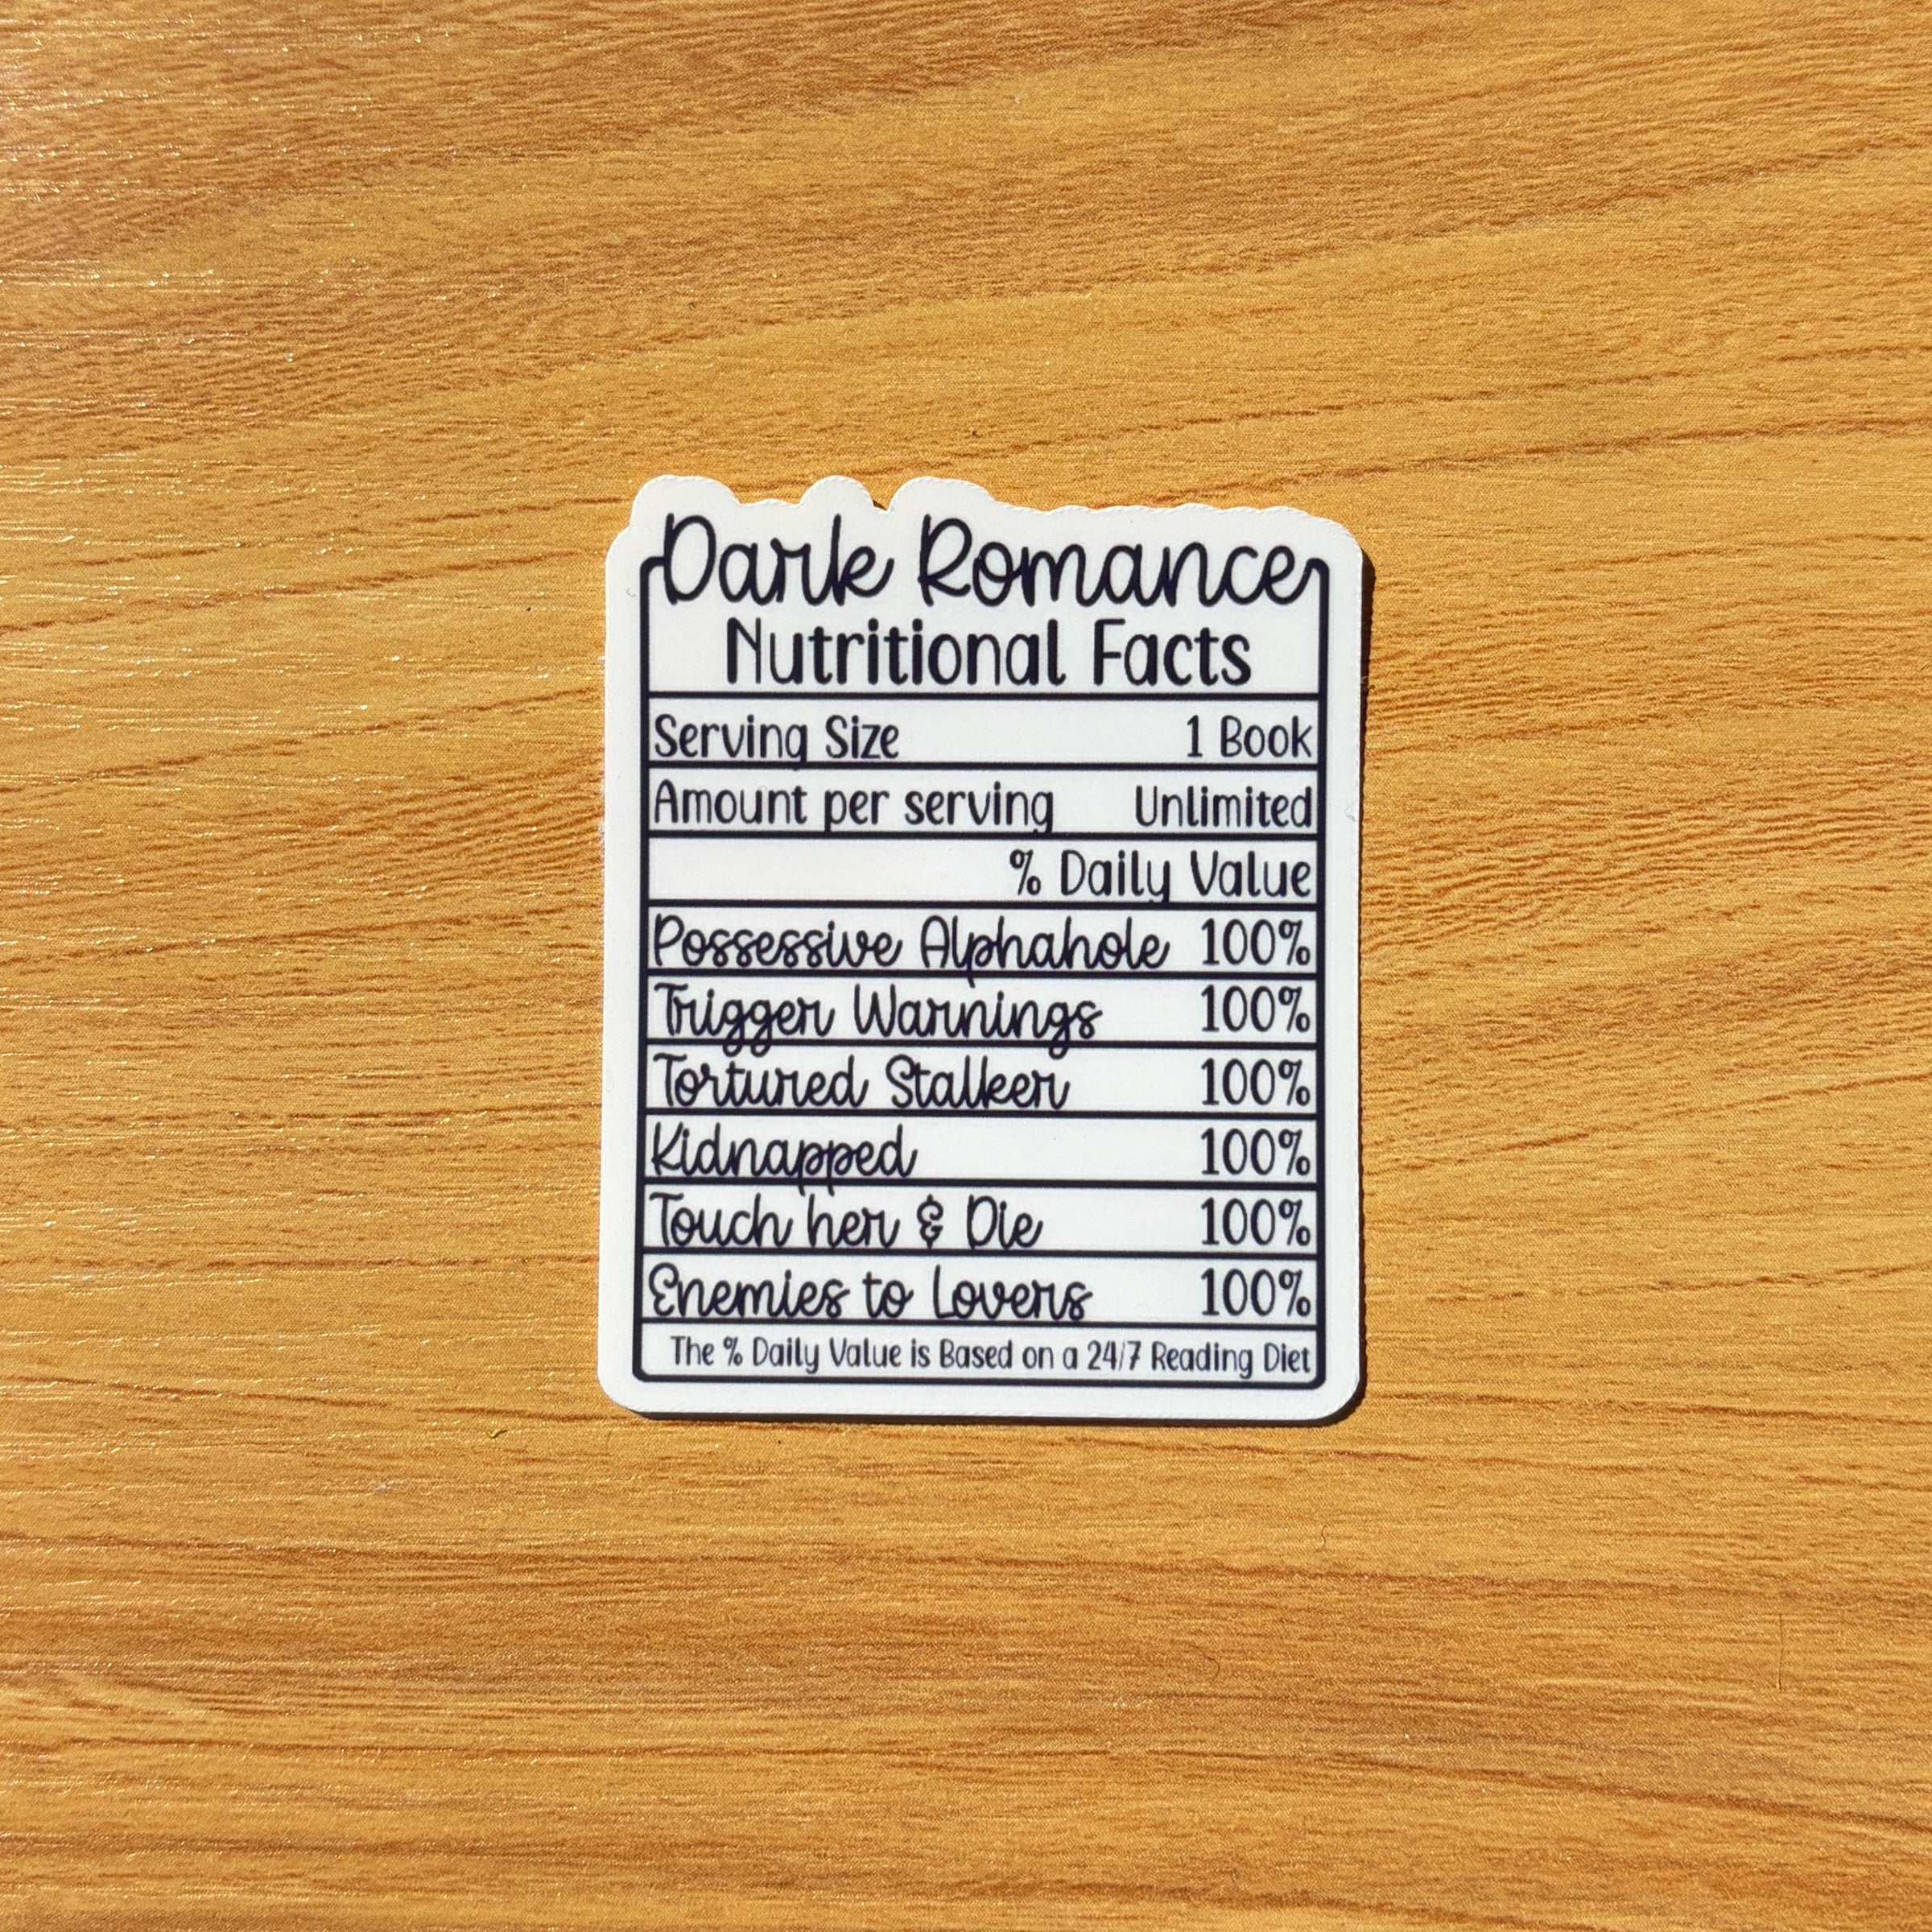 Dark Romance
Nutritional Facts
Serving Size 1 Book
Amount per serving Unlimited
% Daily Value
Possessive Alphahole 100%
Trigger Warnings 100%
Tortured Stalker 100%
Kidnapped 100%
Touch her & Die 100%
Enemies to Lovers 100%
The % Daily Value is Based on a 24/7 Reading Diet